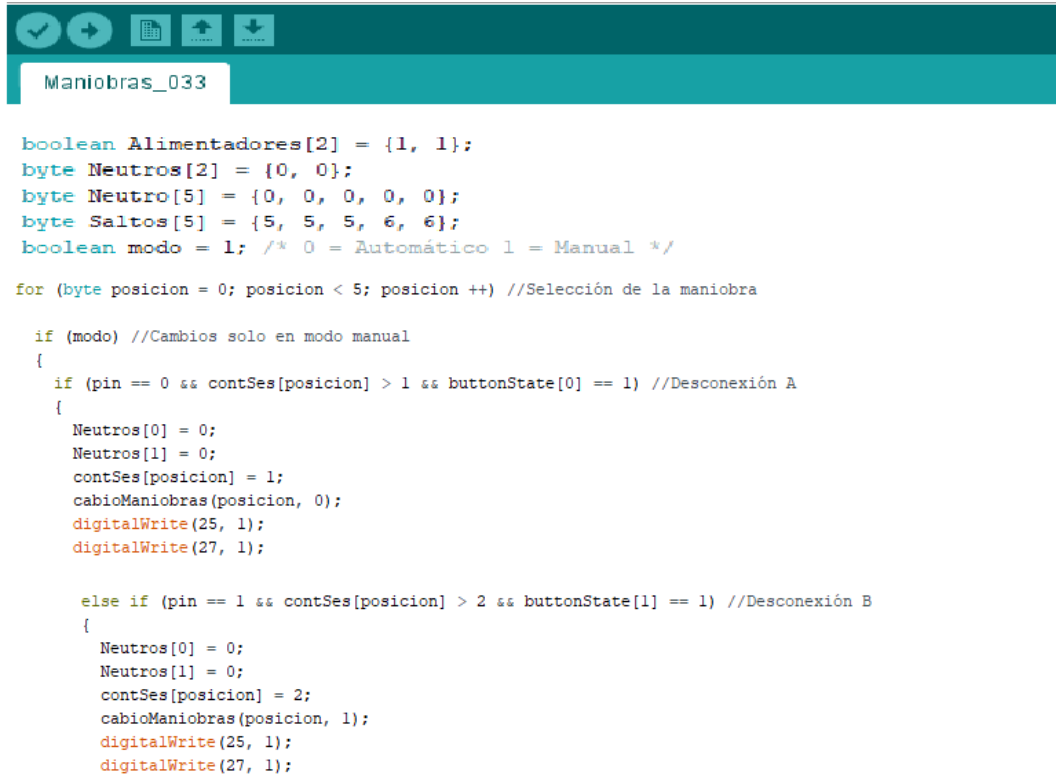 Maniobras_033
boolean Alimentadores[2] = {1, 1};
byte Neutros[2] = {0, 0};
byte Neutro[5] = {0, 0, 0, 0, 0};
byte Saltos[5] = {5, 5, 5, 6, 6};
boolean modo = 1; /* 0 = Automático 1 = Manual */
for (byte posicion = 0; posicion < 5; posicion ++) //Selección de la maniobra
if (modo) //Cambios solo en modo manual
{
if (pin == 0 && contSes[posicion] > 1 && buttonState[0] == 1) //Desconexión A
{
Neutros[0] = 0;
Neutros[1] = 0;
contSes[posicion] = 1;
cabioManiobras(posicion, 0);
digitalWrite(25, 1);
digitalWrite(27, 1);
else if (pin == 1 && contSes[posicion] > 2 && buttonState[1] == 1) //Desconexión B
{
Neutros[0] = 0;
Neutros[1] = 0;
contSes[posicion] = 2;
cabioManiobras(posicion, 1);
digitalWrite(25, 1);
digitalWrite(27, 1);